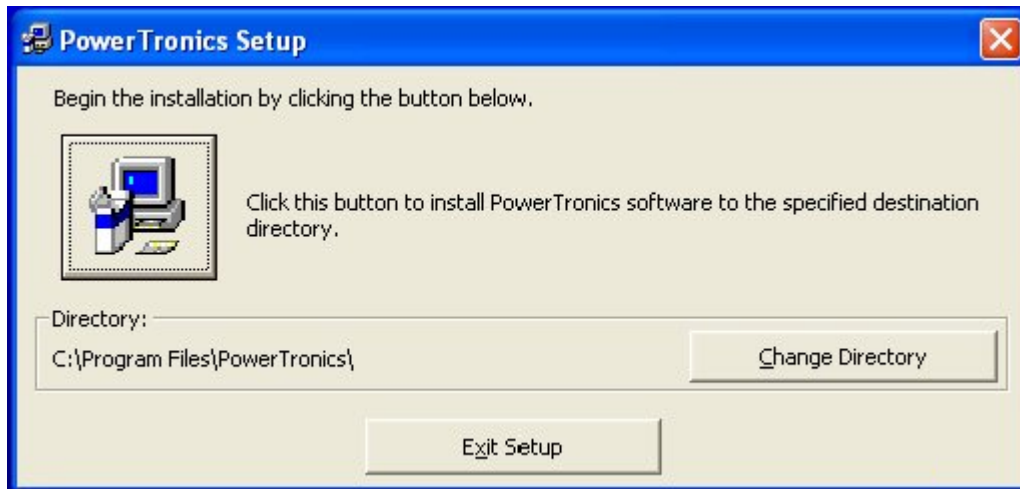 PowerTronics Setup
Begin the installation by clicking the button below.
Click this button to install PowerTronics software to the specified destination
directory.
Directory:
C:\Program Files\PowerTronics\
Change Directory
Exit Setup